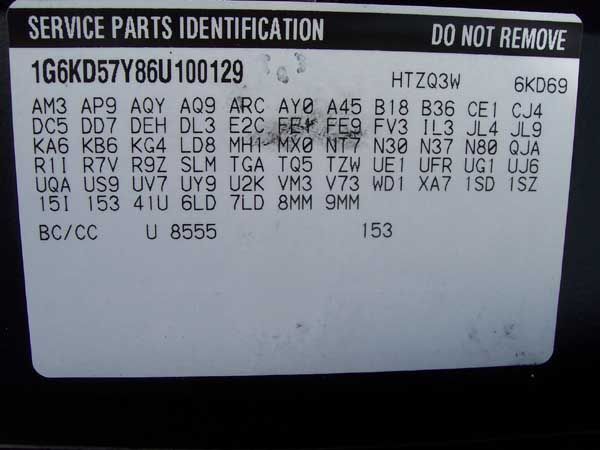 SERVICE PARTS IDENTIFICATION DO NOT REMOVE
1G6KD57Y86U100129 HTZQ3W 6KD69
AM3 AP9 AQY AQ9 ARC AY0 A45 B18 B36 CE1 CJ4
DC5 DD7 DEH DL3 E2C FE1 FE9 FV3 IL3 JL4 JL9
KA6 KB6 KG4 LD8 MH1 MX0 NT7 N30 N37 N80 QJA
R1I R7V R9Z SLM TGA TQ5 TZW UE1 UFR UG1 UJ6
UQA US9 UV7 UY9 U2K VM3 V73 WD1 XA7 1SD 1SZ
15I 153 41U 6LD 7LD 8MM 9MM
BC/CC U 8555 153